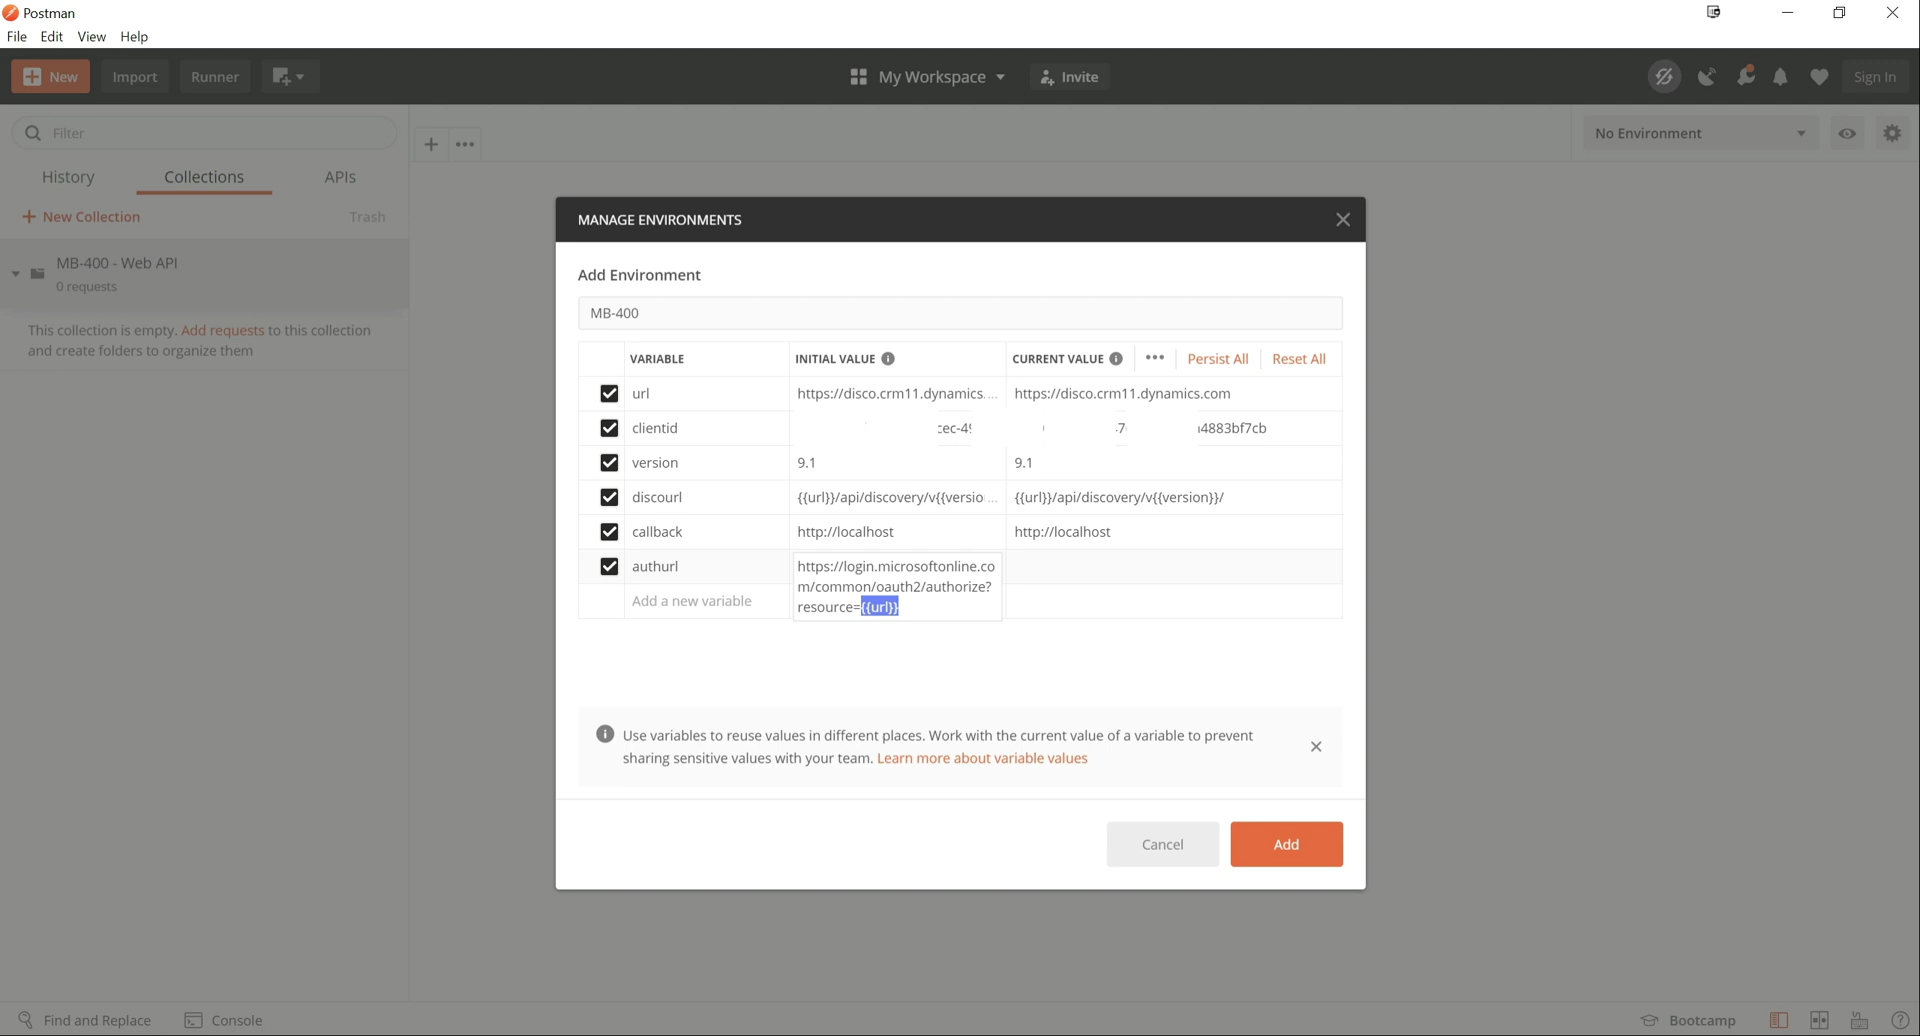 Postman
File Edit View Help
New Import Runner My Workspace Invite Sign In
Filter
No Environment
History Collections APIs
New Collection Trash
MB-400 - Web API
0 requests
This collection is empty. Add requests to this collection
and create folders to organize them
MANAGE ENVIRONMENTS
Add Environment
MB-400
VARIABLE INITIAL VALUE CURRENT VALUE ••• Persist All Reset All
url https://disco.crm11.dynamics. ... https://disco.crm11.dynamics.com
clientid
version 9.1 9.1
discourl {{url}}/api/discovery/v{{versio ... {{url}}/api/discovery/v{{version}}/
callback http://localhost http://localhost
authurl https://login.microsoftonline.co
m/common/oauth2/authorize?
resource={{url}}
Add a new variable
Use variables to reuse values in different places. Work with the current value of a variable to prevent
sharing sensitive values with your team. Learn more about variable values
Cancel Add
Find and Replace Console Bootcamp